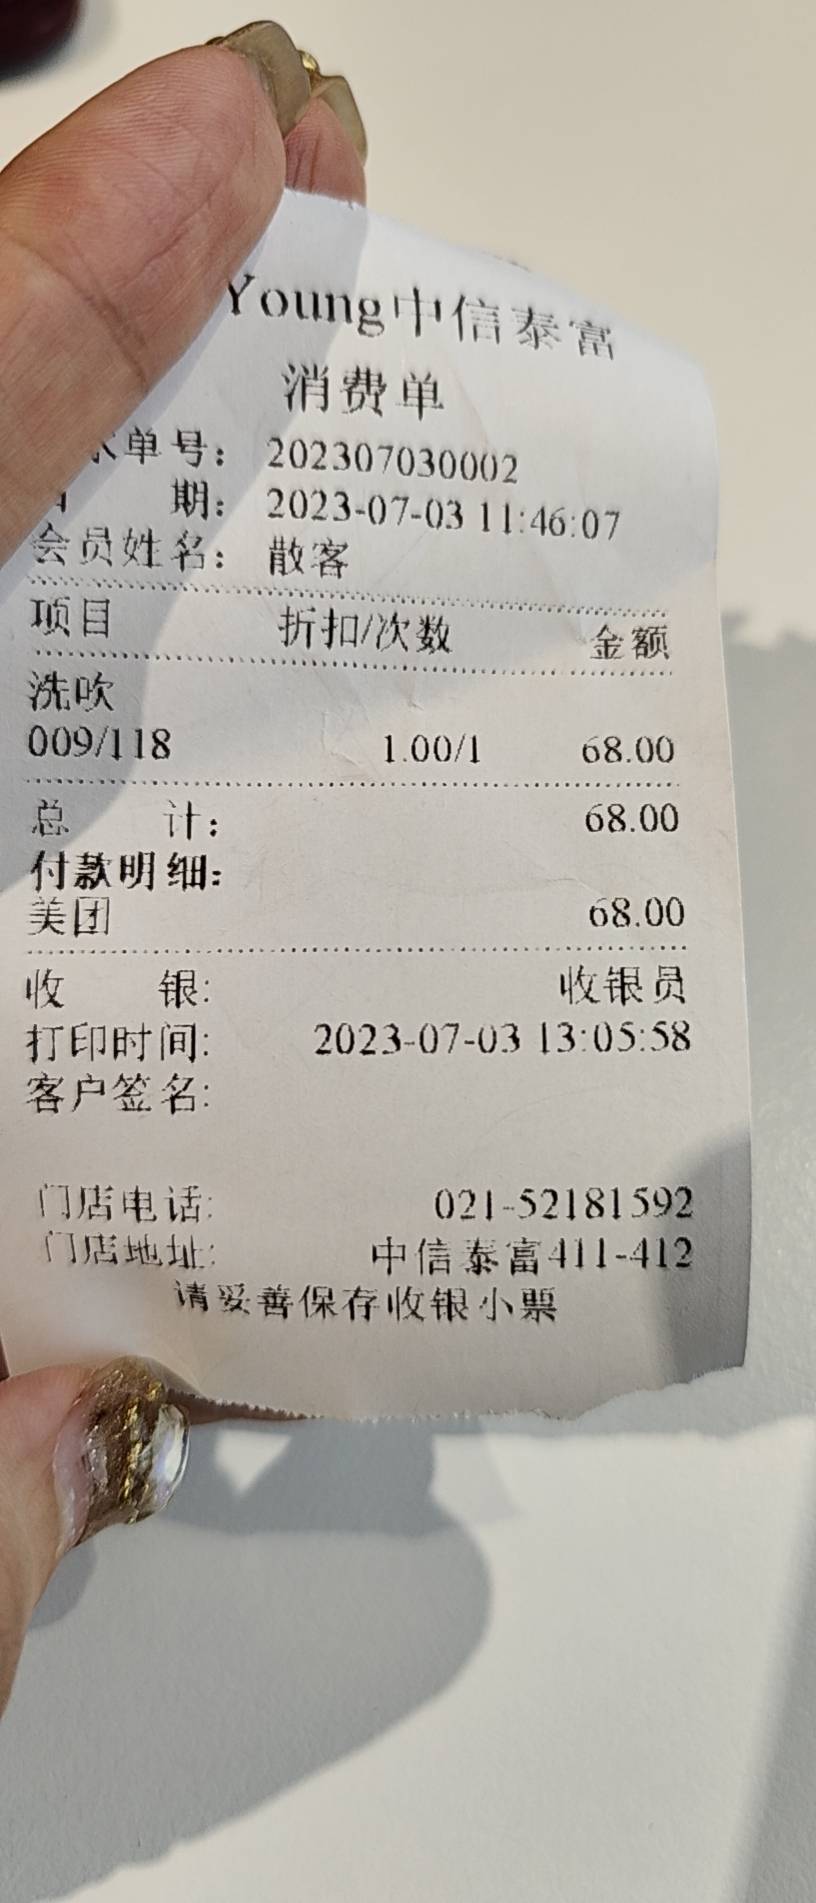 Young中信泰富
消费单
单号: 202307030002
期: 2023-07-03 11:46:07
会员姓名: 散客
项目 折扣/次数 金额
洗吹
009/118 1.00/1 68.00
总 计: 68.00
付款明细:
美团 68.00
收 银: 收银员
打印时间: 2023-07-03 13:05:58
客户签名:
门店电话: 021-52181592
门店地址: 中信泰富411-412
请妥善保存收银小票